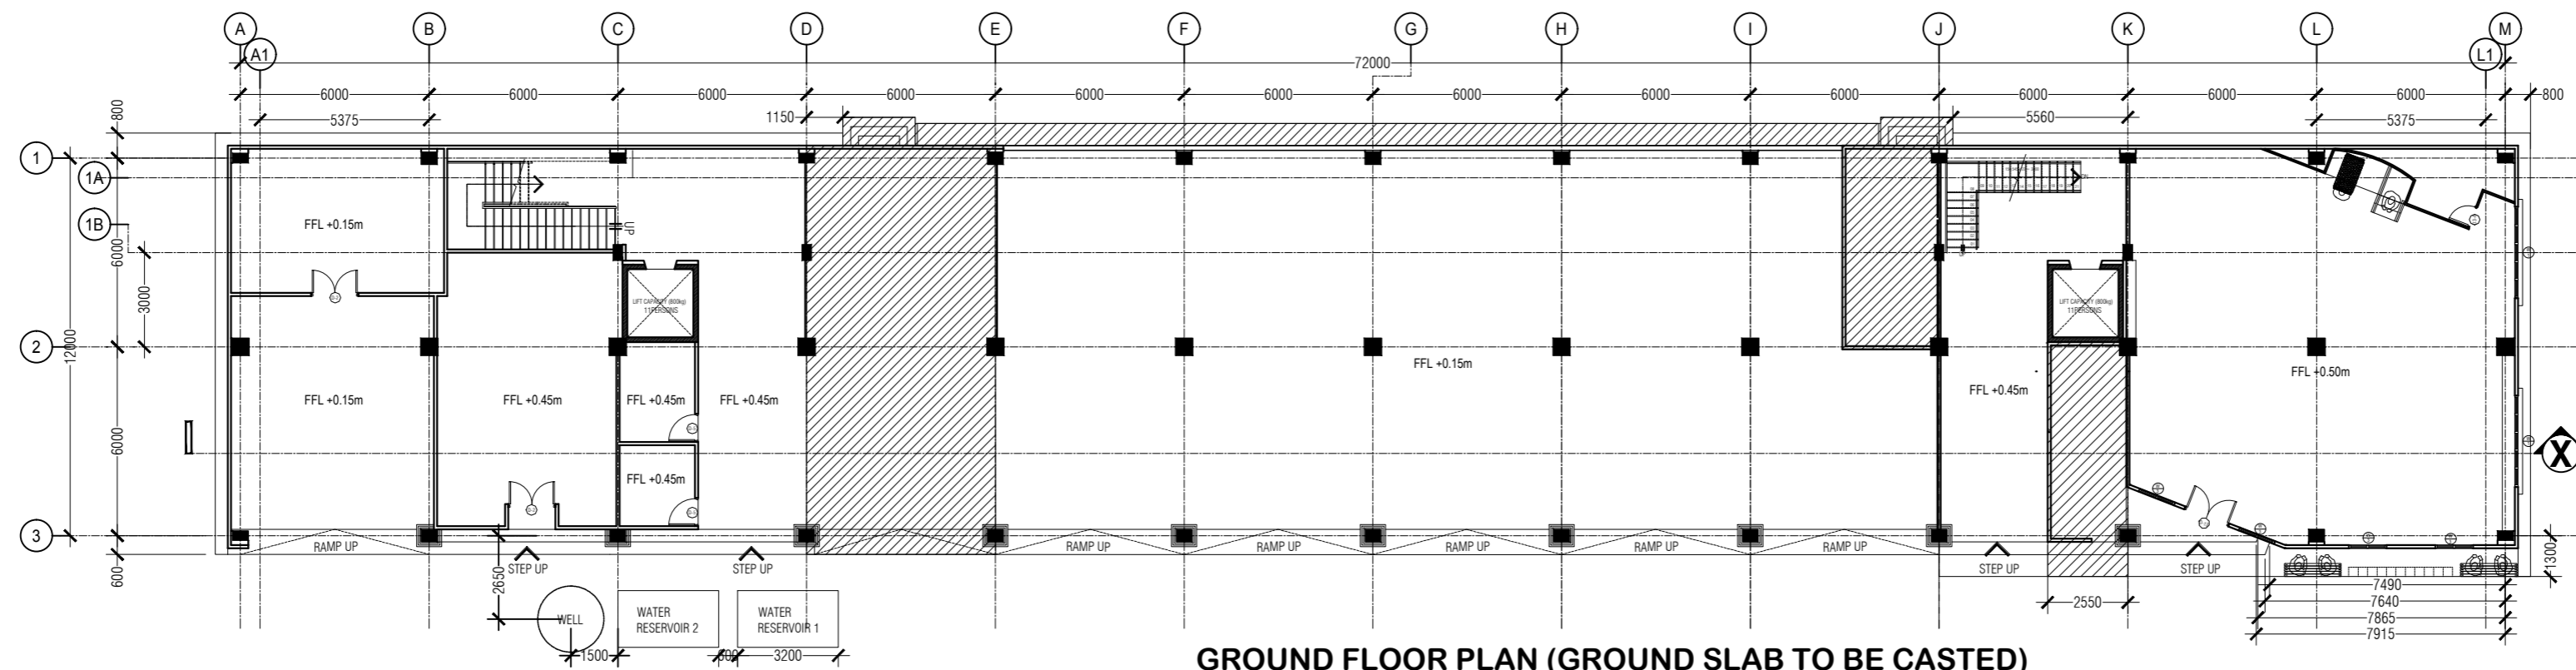 A B C D E F G H I J K L M
A1 L1
72000
6000 6000 6000 6000 6000 6000 6000 6000 6000 6000 6000 6000 800
800 5375 1150 5560 5375
1
1A
1B
FFL +0.15m
UP
6000
3000
LIFT CAPACITY (800kg)
11PERSONS
LIFT CAPACITY (800kg)
11PERSONS
2
12000
FFL +0.15m
FFL +0.50m
FFL +0.45m
FFL +0.15m FFL +0.45m FFL +0.45m FFL +0.45m
6000
X
FFL +0.45m
3
RAMP UP RAMP UP RAMP UP RAMP UP RAMP UP RAMP UP
600 STEP UP STEP UP STEP UP STEP UP 1300
2650
7490
2550 7640
WELL
WATER
RESERVOIR 2
WATER
RESERVOIR 1
7865
7915
1500 600 3200
GROUND FLOOR PLAN (GROUND SLAB TO BE CASTED)